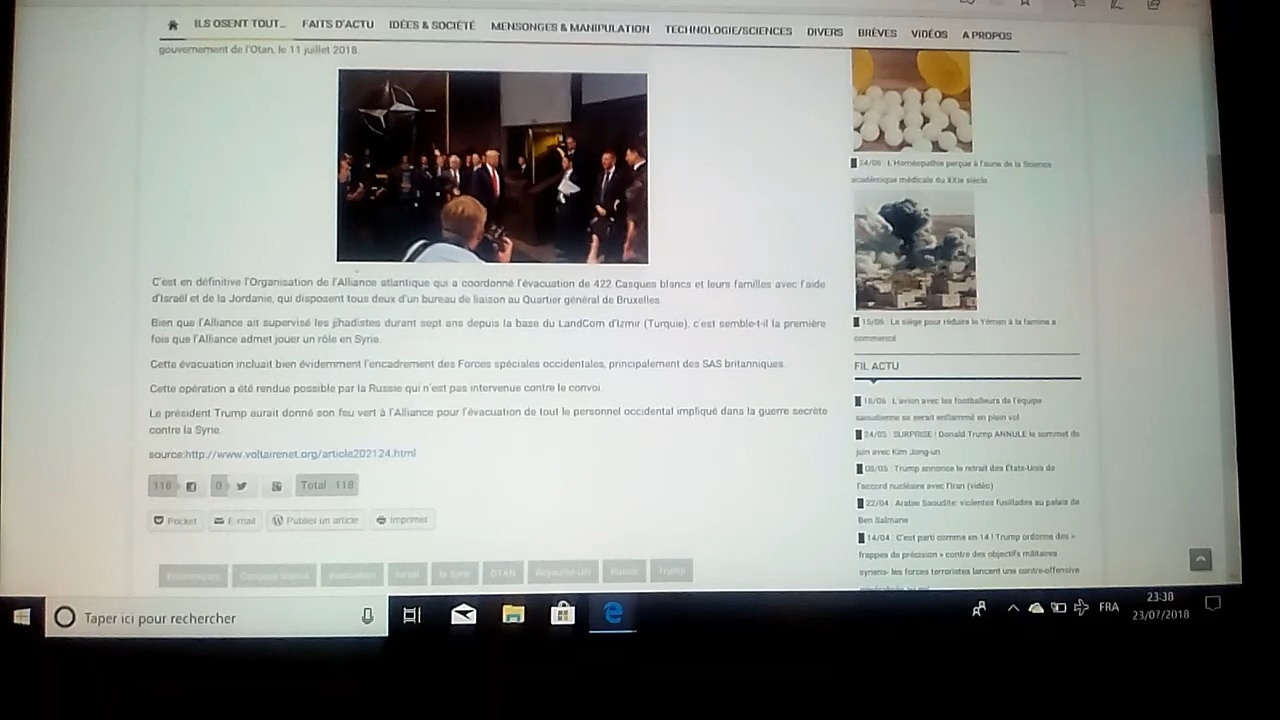 ILS OSENT TOUT... FAITS D'ACTU IDÉES & SOCIÉTÉ MENSONGES & MANIPULATION TECHNOLOGIE/SCIENCES DIVERS BRÈVES VIDÉOS A PROPOS
gouvernement de l'Otan, le 11 juillet 2018.
C'est en définitive l'Organisation de l'Alliance atlantique qui a coordonné l'évacuation de 422 Casques blancs et leurs familles avec l'aide
d'Israël et de la Jordanie, qui disposent tous deux d'un bureau de liaison au Quartier général de Bruxelles.
Bien que l'Alliance ait supervisé les jihadistes durant sept ans depuis la base du LandCom d'Izmir (Turquie), c'est semble-t-il la première
fois que l'Alliance admet jouer un rôle en Syrie.
Cette évacuation incluait bien évidemment l'encadrement des Forces spéciales occidentales, principalement des SAS britanniques.
Cette opération a été rendue possible par la Russie qui n'est pas intervenue contre le convoi.
Le président Trump aurait donné son feu vert à l'Alliance pour l'évacuation de tout le personnel occidental impliqué dans la guerre secrète
contre la Syrie.
source:http://www.voltairenet.org/article202124.html
118 0 Total 118
Pocket E-mail Publier un article Imprimer
Israël la Syrie OTAN Royaume-Uni Russie Trump
24/06 : L'Homéopathie perçue à l'aune de la Science
académique médicale du XXIe siècle
15/06 : Le siège pour réduire le Yémen à la famine a
commencé
FIL ACTU
18/06 : L'avion avec les footballeurs de l'équipe
saoudienne se serait enflammé en plein vol
24/05 : SURPRISE ! Donald Trump ANNULE le sommet de
juin avec Kim Jong-un
08/05 : Trump annonce le retrait des États-Unis de
l'accord nucléaire avec l'Iran (vidéo)
22/04 : Arabie Saoudite: violentes fusillades au palais de
Ben Salmane
14/04 : C'est parti comme en 14 ! Trump ordonne des «
frappes de précision » contre des objectifs militaires
syriens- les forces terroristes lancent une contre-offensive
Taper ici pour rechercher
FRA
23:38
23/07/2018